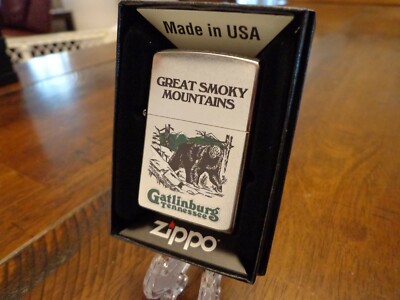 Made in USA
GREAT SMOKY
MOUNTAINS
Gatlinburg
Tennessee
zippo